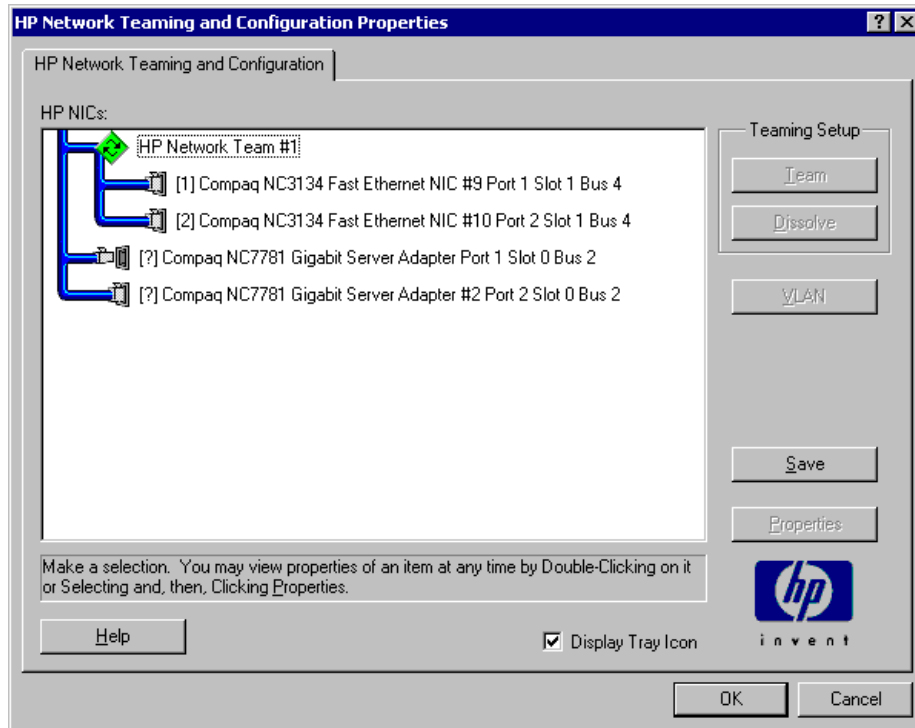 HP Network Teaming and Configuration Properties
HP Network Teaming and Configuration
HP NICs:
HP Network Team #1
[1] Compaq NC3134 Fast Ethernet NIC #9 Port 1 Slot 1 Bus 4
[2] Compaq NC3134 Fast Ethernet NIC #10 Port 2 Slot 1 Bus 4
[?] Compaq NC7781 Gigabit Server Adapter Port 1 Slot 0 Bus 2
[?] Compaq NC7781 Gigabit Server Adapter #2 Port 2 Slot 0 Bus 2
Teaming Setup
Team
Dissolve
VLAN
Save
Properties
Make a selection. You may view properties of an item at any time by Double-Clicking on it
or Selecting and, then, Clicking Properties.
hp
invent
Help
Display Tray Icon
OK
Cancel